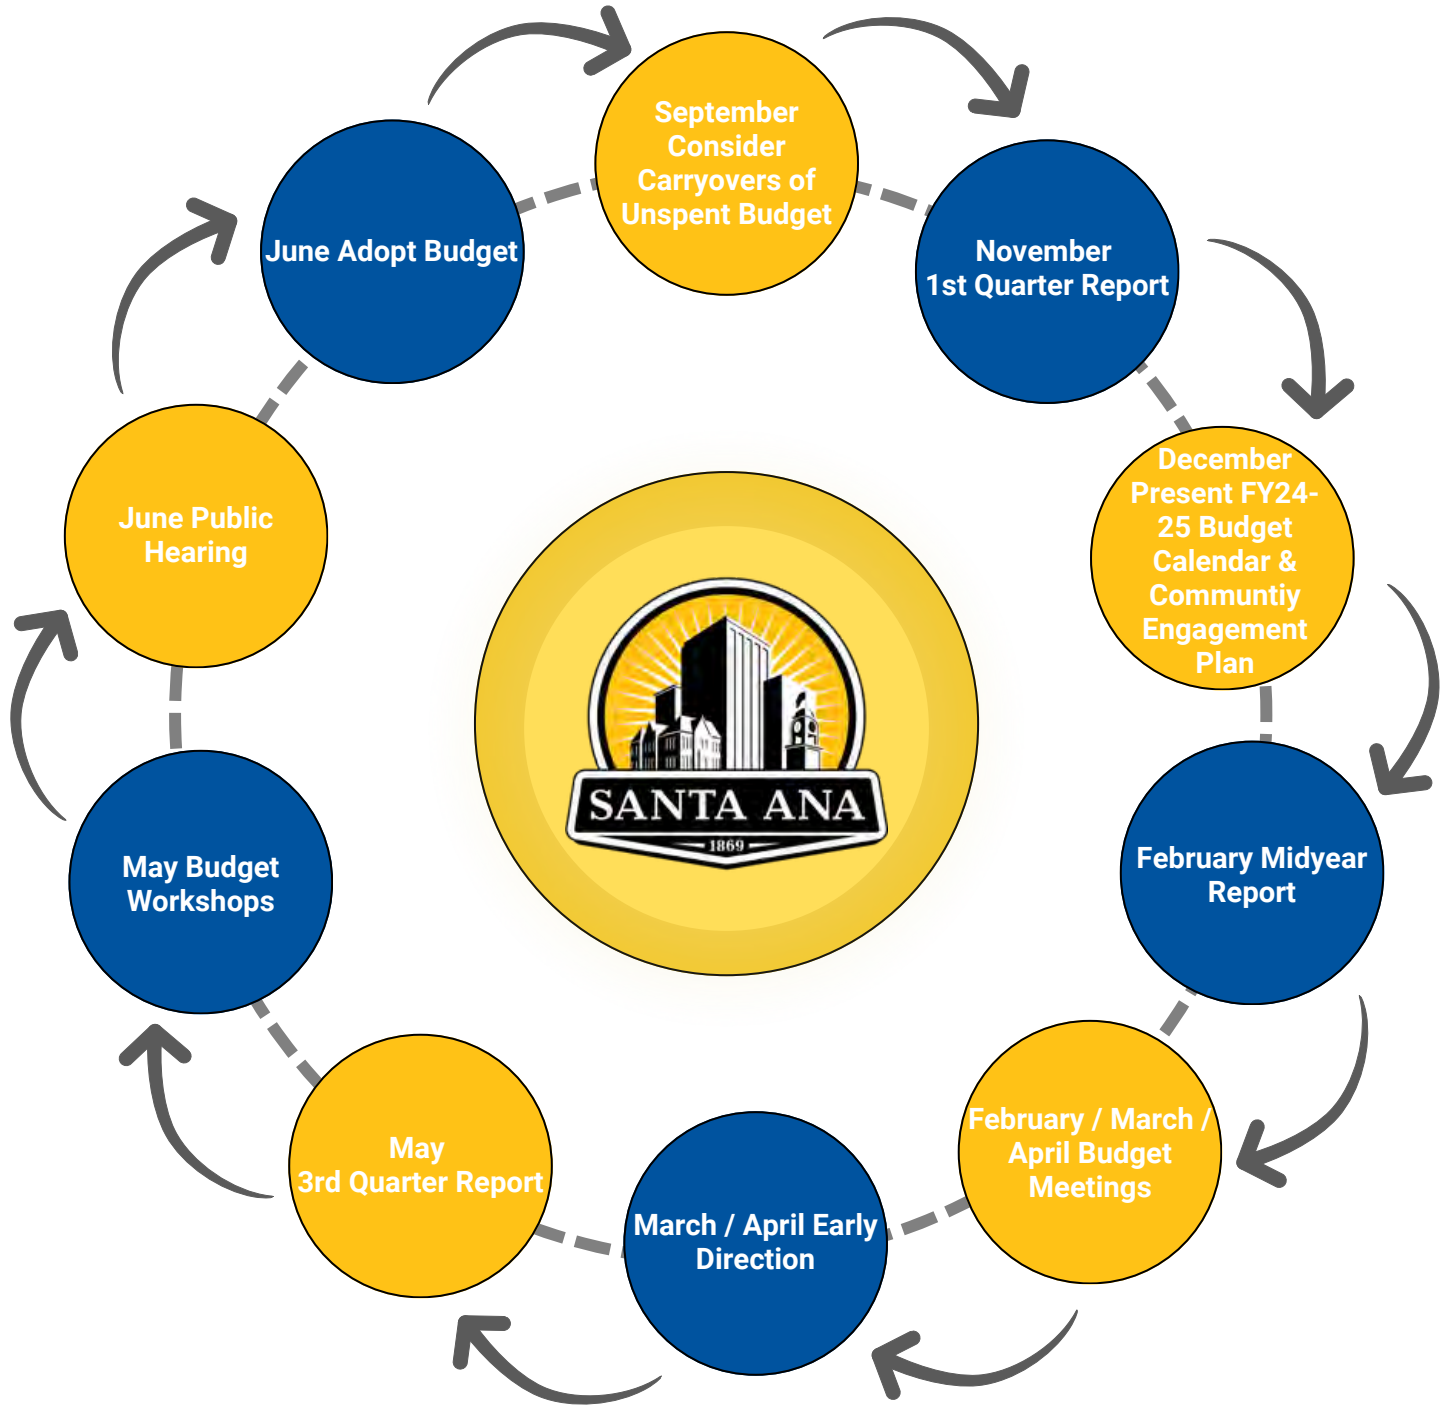 September
Consider
Carryovers of
Unspent Budget
November
1st Quarter Report
December
Present FY24-
25 Budget
Calendar &
Communtiy
Engagement
Plan
February Midyear
Report
February / March /
April Budget
Meetings
March / April Early
Direction
May
3rd Quarter Report
May Budget
Workshops
June Public
Hearing
June Adopt Budget
SANTA ANA
1869